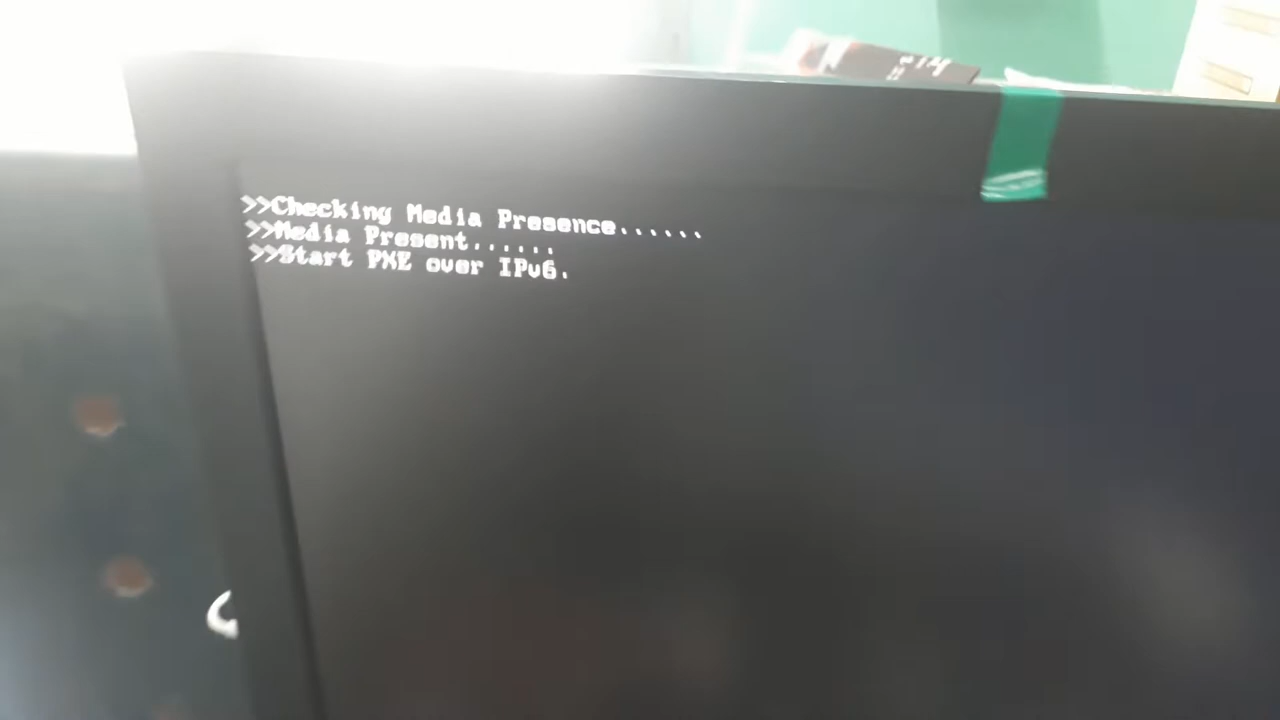 >>Checking Media Presence......
>>Media Present......
>>Start PXE over IPv6.